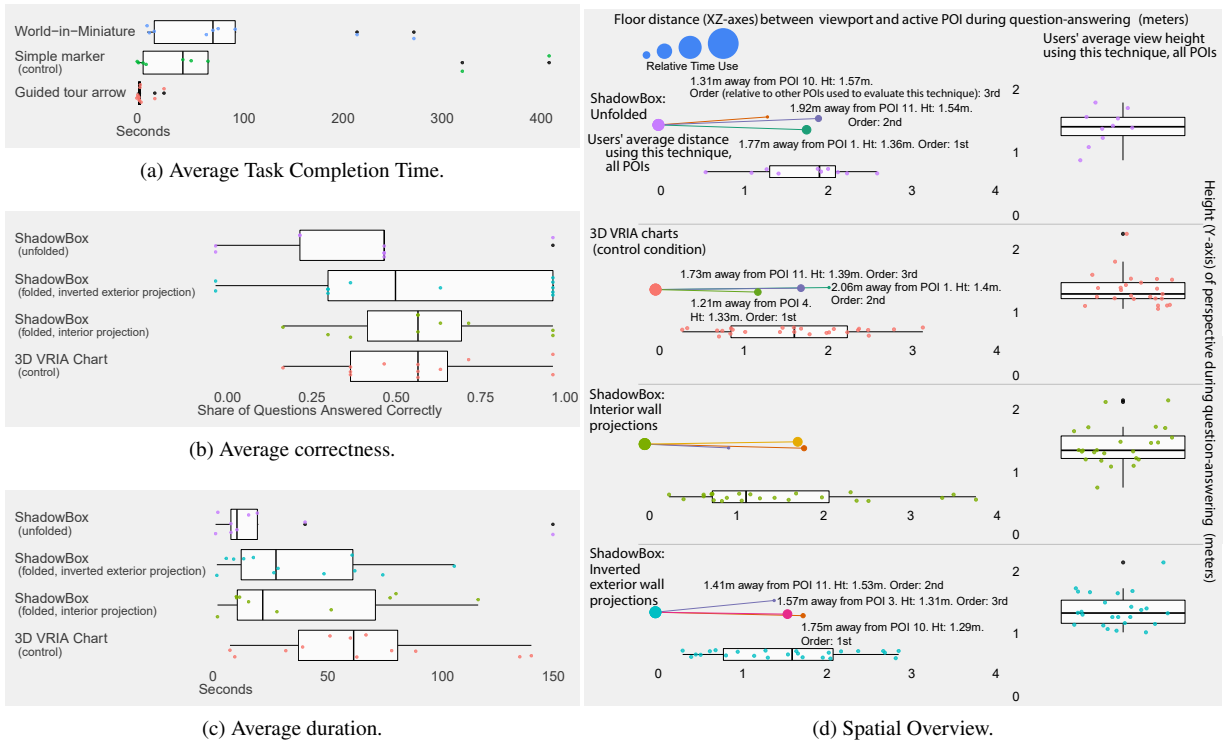 World−in−Miniature
Simple marker
(control)
Guided tour arrow
0 100 200 300 400
Seconds
(a) Average Task Completion Time.
ShadowBox
(unfolded)
ShadowBox
(folded, inverted exterior projection)
ShadowBox
(folded, interior projection)
3D VRIA Chart
(control)
0.00 0.25 0.50 0.75 1.00
Share of Questions Answered Correctly
(b) Average correctness.
ShadowBox
(unfolded)
ShadowBox
(folded, inverted exterior projection)
ShadowBox
(folded, interior projection)
3D VRIA Chart
(control)
0 50 100 150
Seconds
(c) Average duration.
Floor distance (XZ-axes) between viewport and active POI during question-answering (meters)
Users' average view height
using this technique, all POIs
Relative Time Use
ShadowBox:
Unfolded
1.31m away from POI 10. Ht: 1.57m.
Order (relative to other POIs used to evaluate this technique): 3rd
1.92m away from POI 11. Ht: 1.54m.
Order: 2nd
1.77m away from POI 1. Ht: 1.36m. Order: 1st
Users' average distance
using this technique,
all POIs
0 1 2 3 4
2
1
0
3D VRIA charts
(control condition)
1.73m away from POI 11. Ht: 1.39m. Order: 3rd
2.06m away from POI 1. Ht: 1.4m.
Order: 2nd
1.21m away from POI 4.
Ht: 1.33m. Order: 1st
0 1 2 3 4
2
1
0
ShadowBox:
Interior wall
projections
0 1 2 3 4
2
1
0
ShadowBox:
Inverted
exterior wall
projections
1.41m away from POI 11. Ht: 1.53m. Order: 2nd
1.57m away from POI 3. Ht: 1.31m. Order: 3rd
1.75m away from POI 10. Ht: 1.29m.
Order: 1st
0 1 2 3 4
2
1
0
Height (Y-axis) of perspective during question-answering (meters)
(d) Spatial Overview.